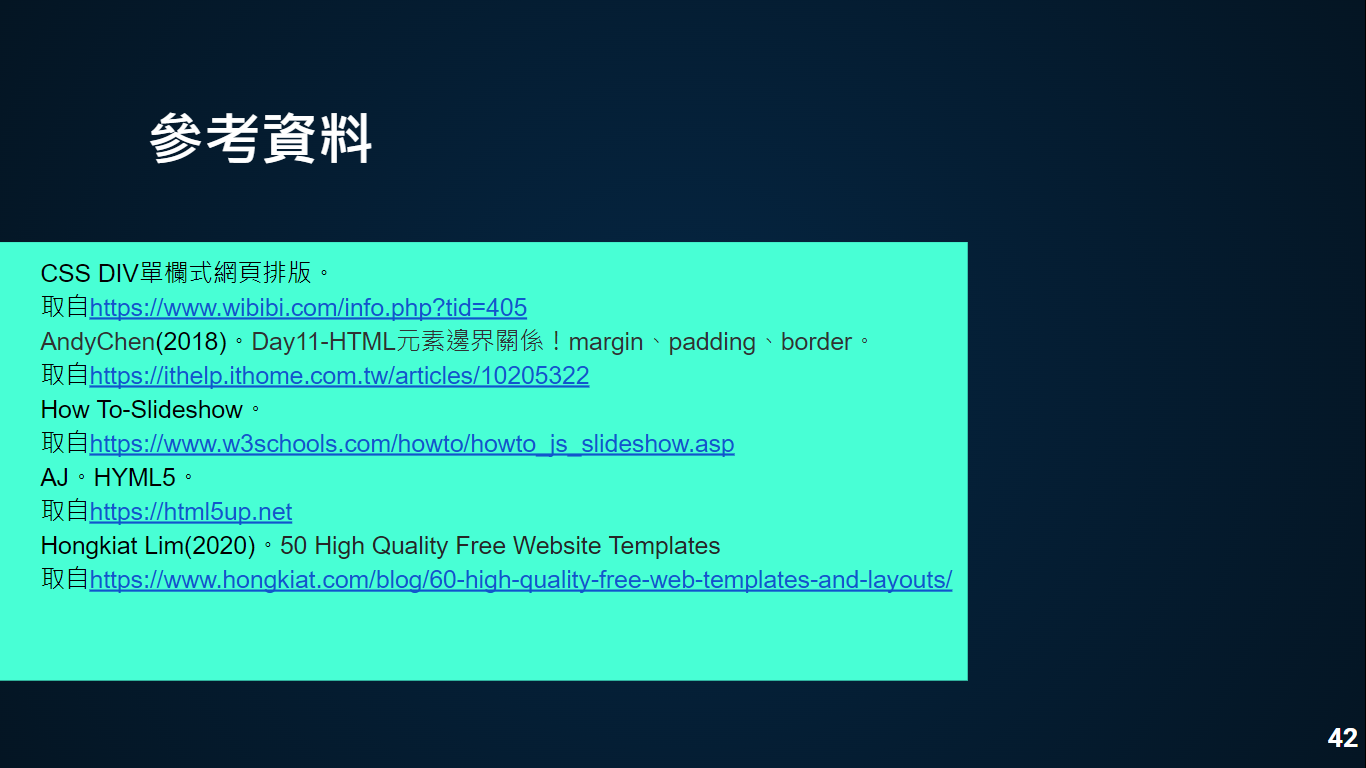 參考資料
CSS DIV單欄式網頁排版。
取自https://www.wibibi.com/info.php?tid=405
AndyChen(2018)。Day11-HTML元素邊界關係！margin、padding、border。
取自https://ithelp.ithome.com.tw/articles/10205322
How To-Slideshow。
取自https://www.w3schools.com/howto/howto_js_slideshow.asp
AJ。HYML5。
取自https://html5up.net
Hongkiat Lim(2020)。50 High Quality Free Website Templates
取自https://www.hongkiat.com/blog/60-high-quality-free-web-templates-and-layouts/
42